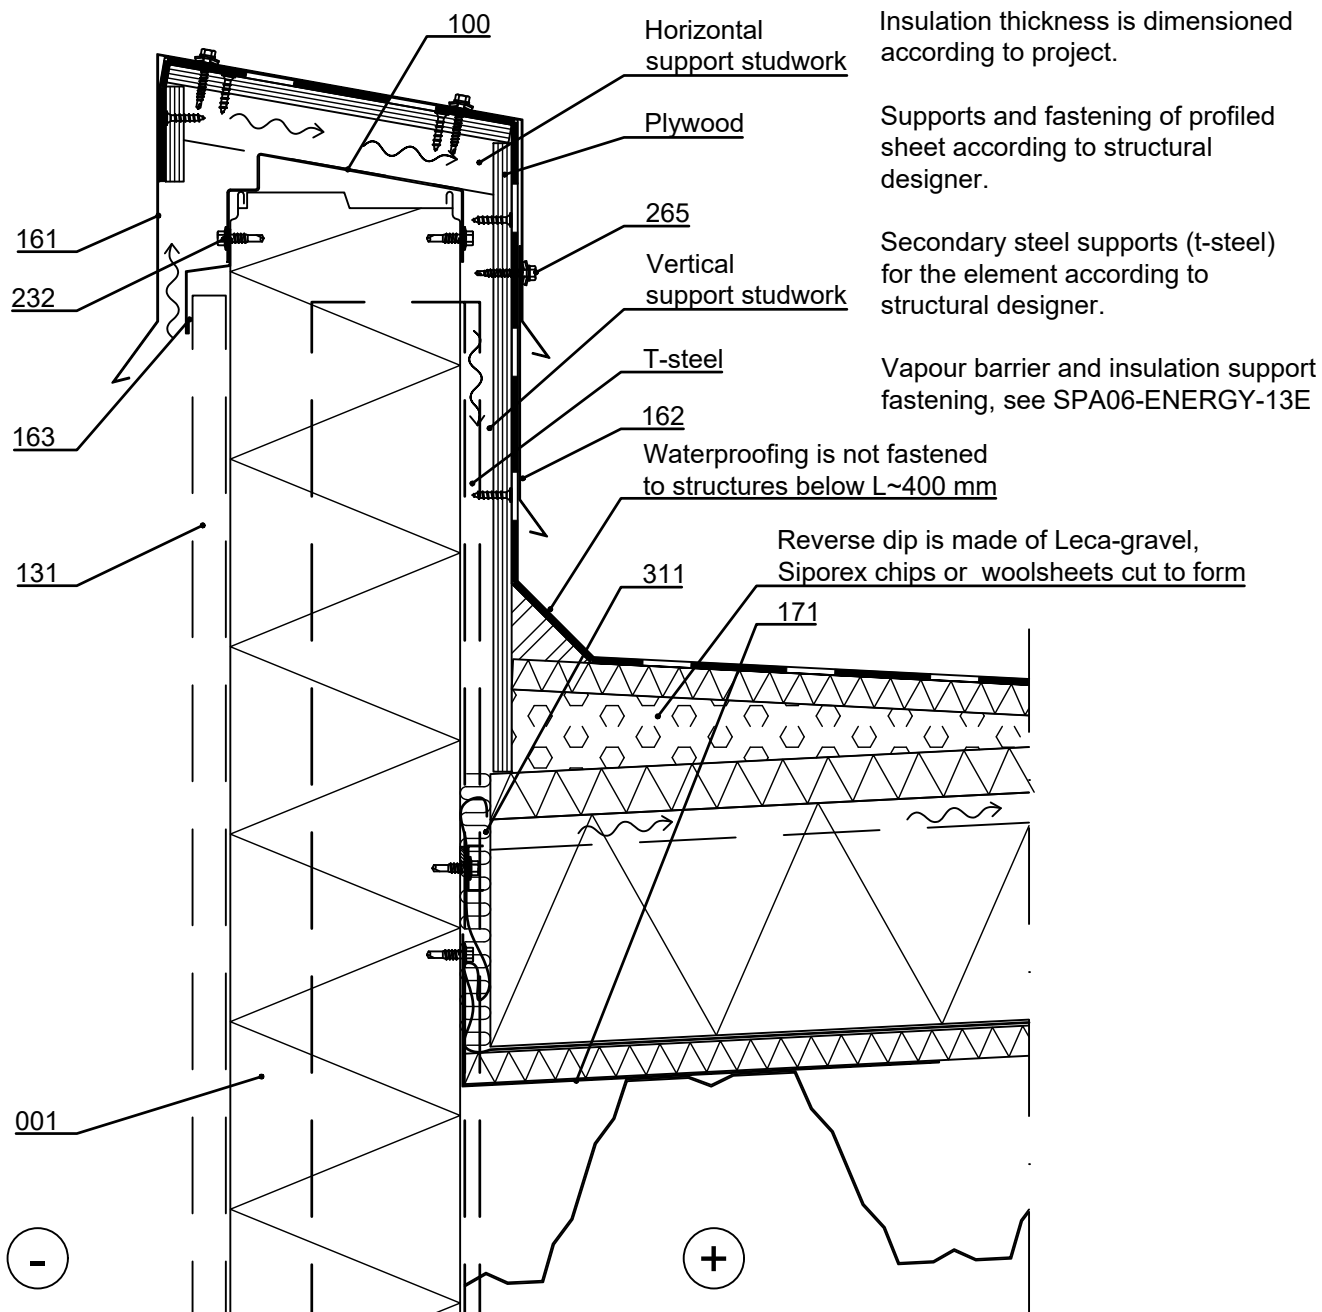 100
Horizontal
support studwork
Plywood
161
232
265
Vertical
support studwork
T-steel
163
162
Waterproofing is not fastened
to structures below L~400 mm
131
311
Reverse dip is made of Leca-gravel,
Siporex chips or woolsheets cut to form
171
001
-
+
Insulation thickness is dimensioned
according to project.
Supports and fastening of profiled
sheet according to structural
designer.
Secondary steel supports (t-steel)
for the element according to
structural designer.
Vapour barrier and insulation support
fastening, see SPA06-ENERGY-13E